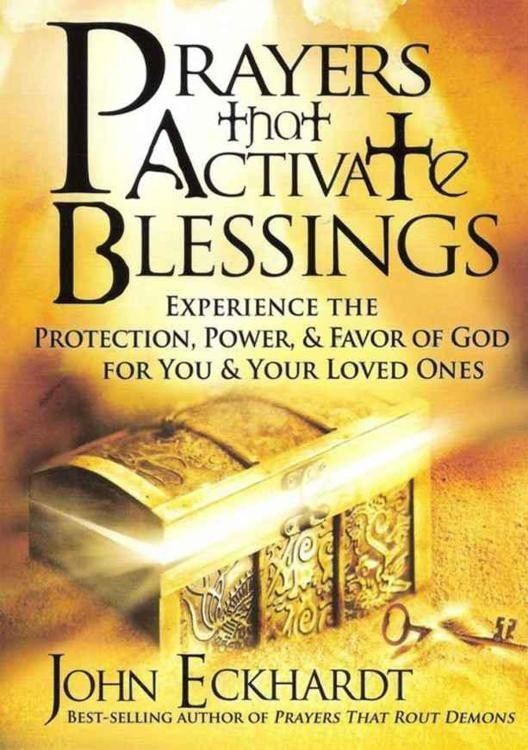 PRAYERS
that
ACTIVATE
BLESSINGS
EXPERIENCE THE
PROTECTION, POWER, & FAVOR OF GOD
FOR YOU & YOUR LOVED ONES
JOHN ECKHARDT
BEST-SELLING AUTHOR OF PRAYERS THAT ROUT DEMONS